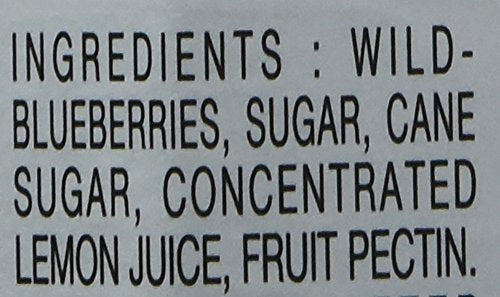 INGREDIENTS : WILD-
BLUEBERRIES, SUGAR, CANE
SUGAR, CONCENTRATED
LEMON JUICE, FRUIT PECTIN.